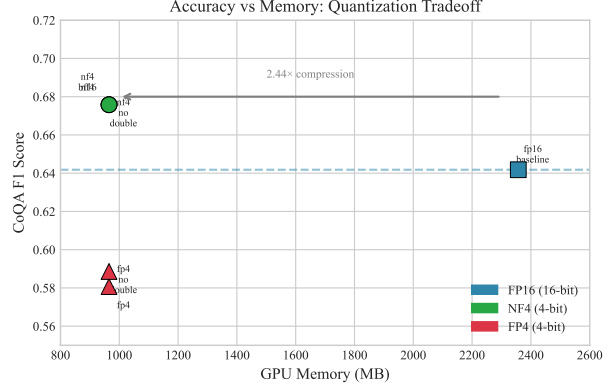 Accuracy vs Memory: Quantization Tradeoff
0.72
0.70
0.68
0.66
0.64
0.62
0.60
0.58
0.56
CoQA F1 Score
nf4
nf4
no
double
2.44× compression
fp16
baseline
fp4
no
double
fp4
FP16 (16-bit)
NF4 (4-bit)
FP4 (4-bit)
800
1000
1200
1400
1600
1800
2000
2200
2400
2600
GPU Memory (MB)